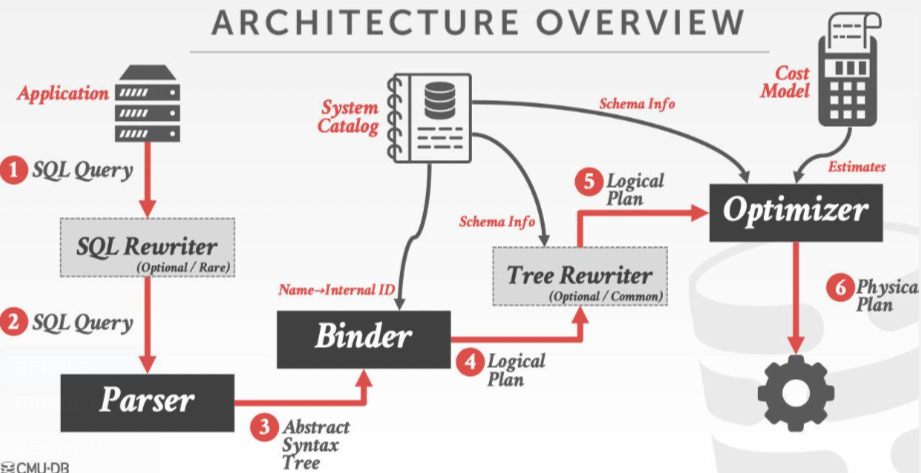 ARCHITECTURE OVERVIEW
Application
1 SQL Query
SQL Rewriter
(Optional / Rare)
2 SQL Query
Parser
3 Abstract
Syntax
Tree
System
Catalog
Name→Internal ID
Binder
4 Logical
Plan
Schema Info
Tree Rewriter
(Optional / Common)
5 Logical
Plan
Schema Info
Cost
Model
Estimates
Optimizer
6 Physica
Plan
CMU-DB